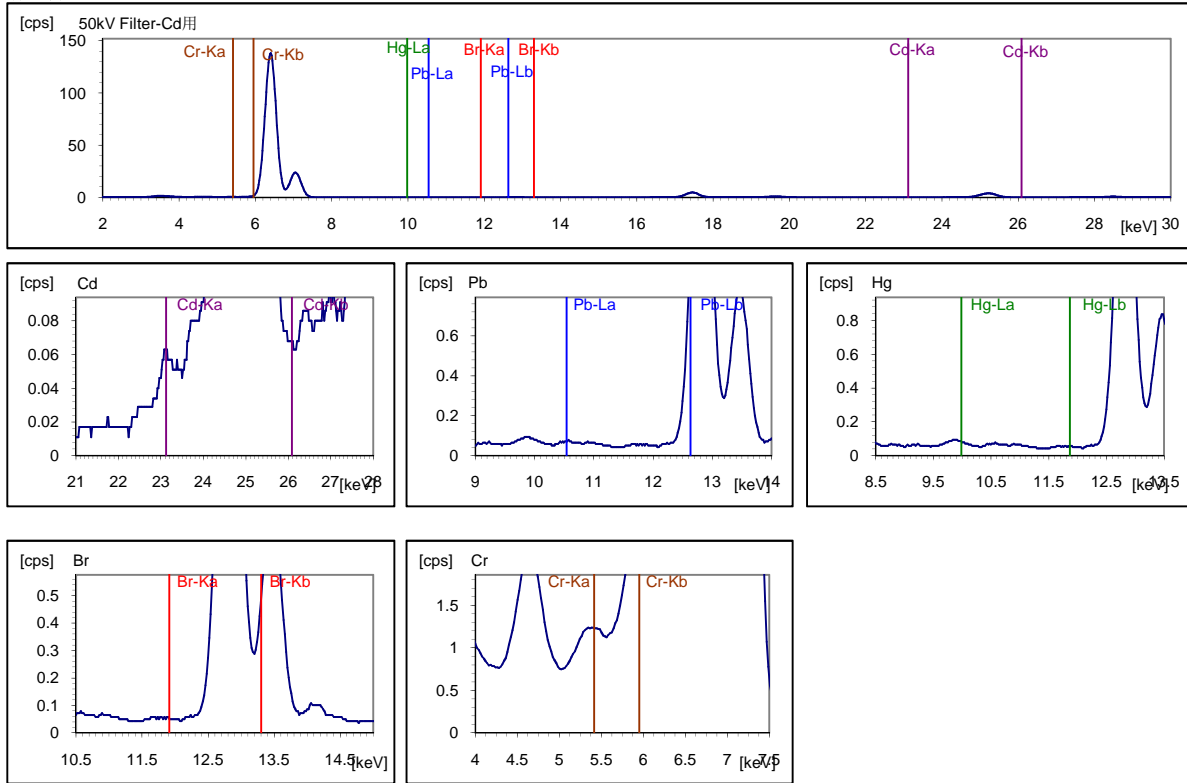 [cps] 50kV Filter-Cd用
150
100
50
0
Cr-Ka Cr-Kb Hg-La Pb-La Br-Ka Pb-Lb Br-Kb Cd-Ka Cd-Kb
2 4 6 8 10 12 14 16 18 20 22 24 26 28 30
[keV]
[cps] Cd
0.08
0.06
0.04
0.02
0
Cd-Ka Cd-Kb
21 22 23 24 25 26 27 28
[keV]
[cps] Pb
0.6
0.4
0.2
0
Pb-La Pb-Lb
9 10 11 12 13 14
[keV]
[cps] Hg
0.8
0.6
0.4
0.2
0
Hg-La Hg-Lb
8.5 9.5 10.5 11.5 12.5 13.5
[keV]
[cps] Br
0.5
0.4
0.3
0.2
0.1
0
Br-Ka Br-Kb
10.5 11.5 12.5 13.5 14.5
[keV]
[cps] Cr
1.5
1
0.5
0
Cr-Ka Cr-Kb
4 4.5 5 5.5 6 6.5 7 7.5
[keV]